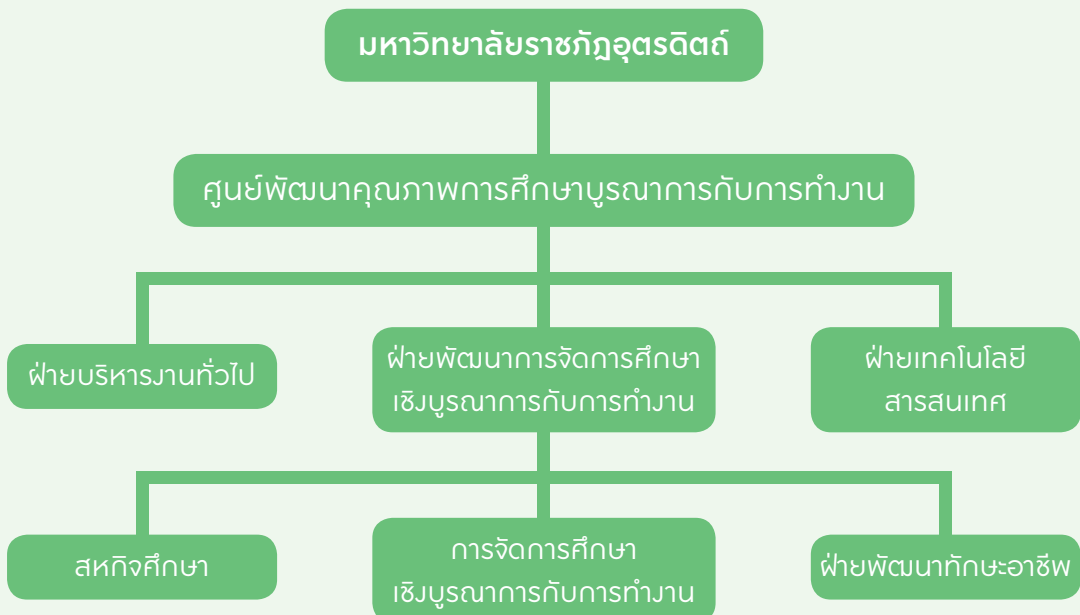 มหาวิทยาลัยราชภัฏอุตรดิตถ์
ศูนย์พัฒนาคุณภาพการศึกษาบูรณาการกับการทำงาน
ฝ่ายบริหารงานทั่วไป
ฝ่ายพัฒนาการจัดการศึกษา
เชิงบูรณาการกับการทำงาน
ฝ่ายเทคโนโลยี
สารสนเทศ
สหกิจศึกษา
การจัดการศึกษา
เชิงบูรณาการกับการทำงาน
ฝ่ายพัฒนาทักษะอาชีพ